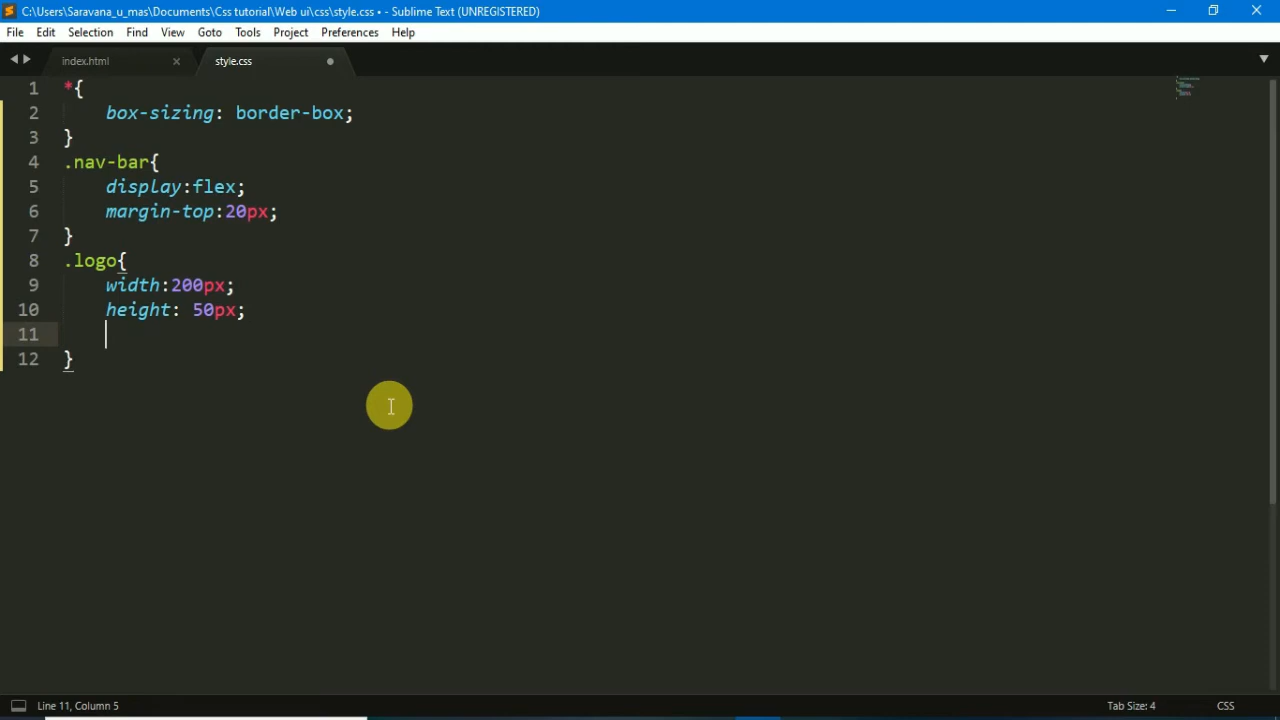 C:\Users\Saravana_u_mas\Documents\Css tutorial\Web ui\css\style.css • - Sublime Text (UNREGISTERED)
File Edit Selection Find View Goto Tools Project Preferences Help
index.html style.css
1 *{
2 box-sizing: border-box;
3 }
4 .nav-bar{
5 display:flex;
6 margin-top:20px;
7 }
8 .logo{
9 width:200px;
10 height: 50px;
11
12 }
Line 11, Column 5 Tab Size: 4 CSS